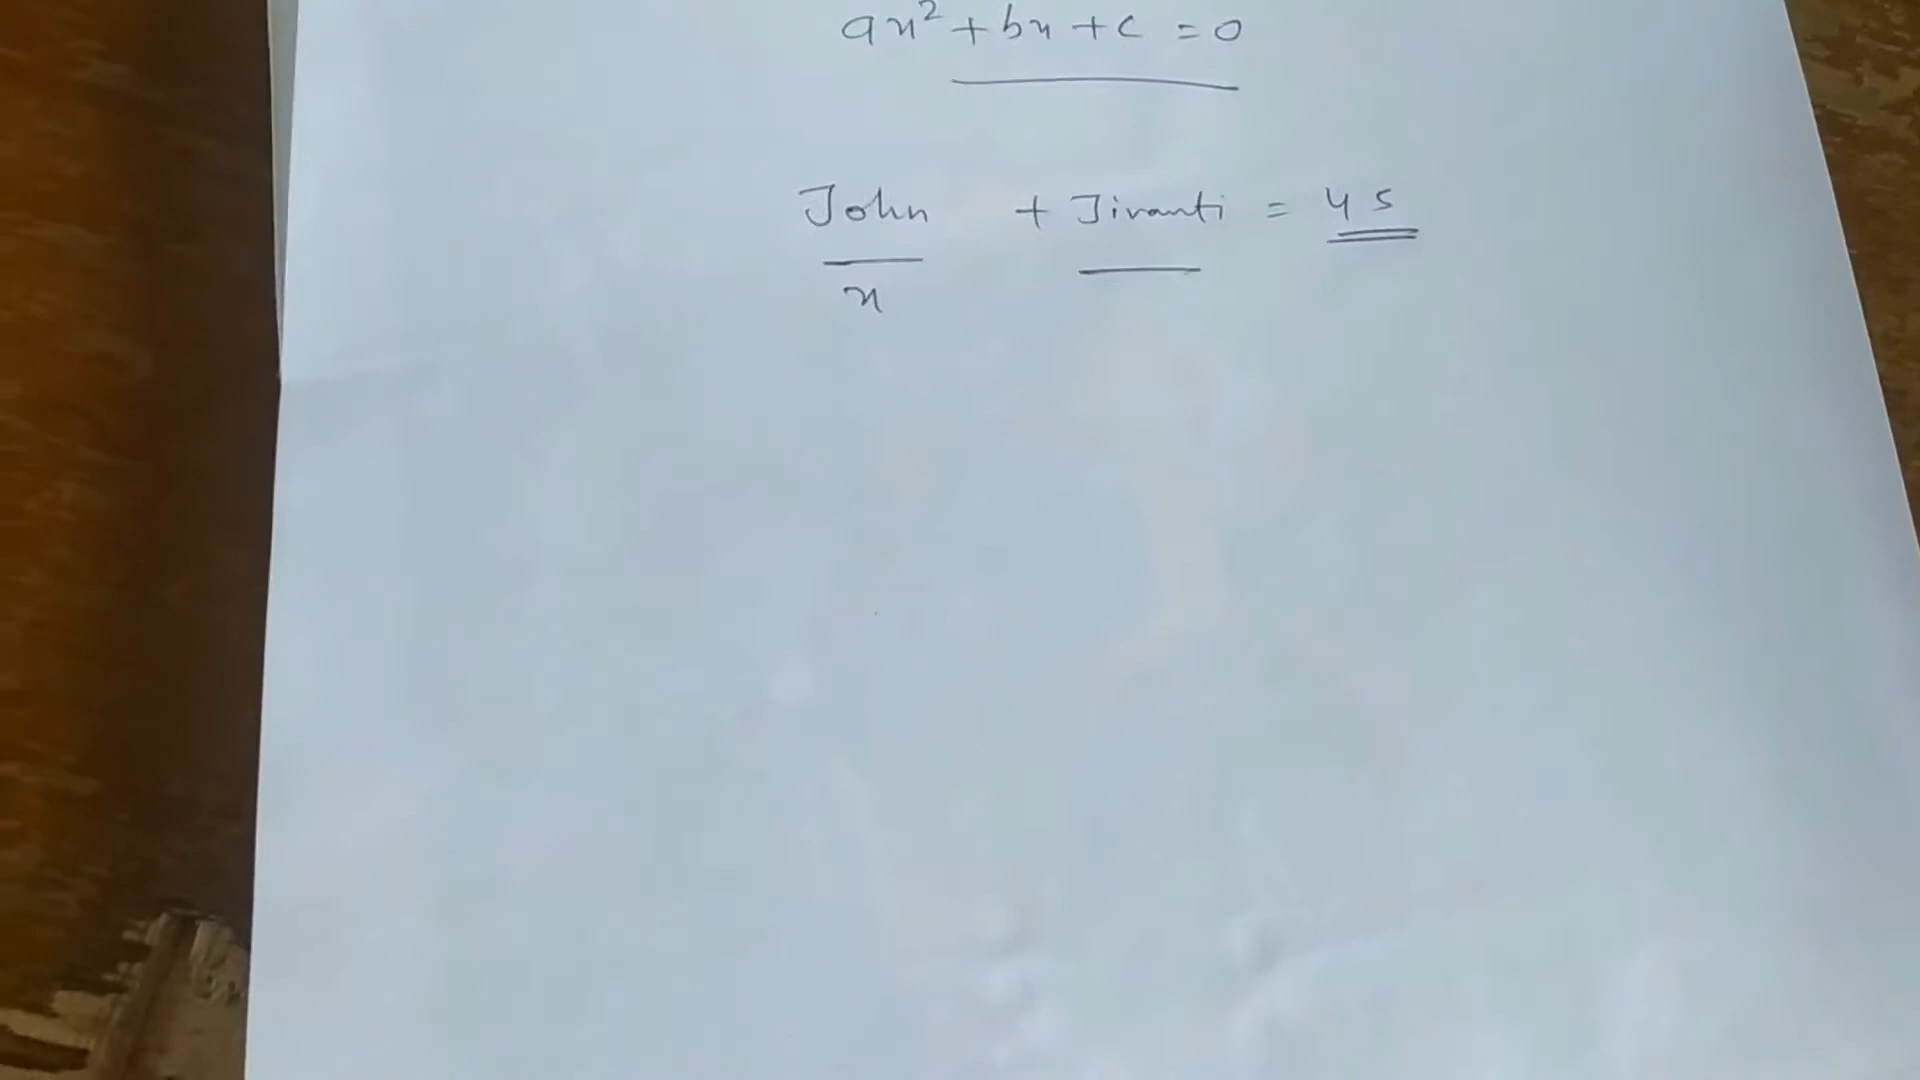 ax² + bx + c = 0
John + Jivanti = 45
x